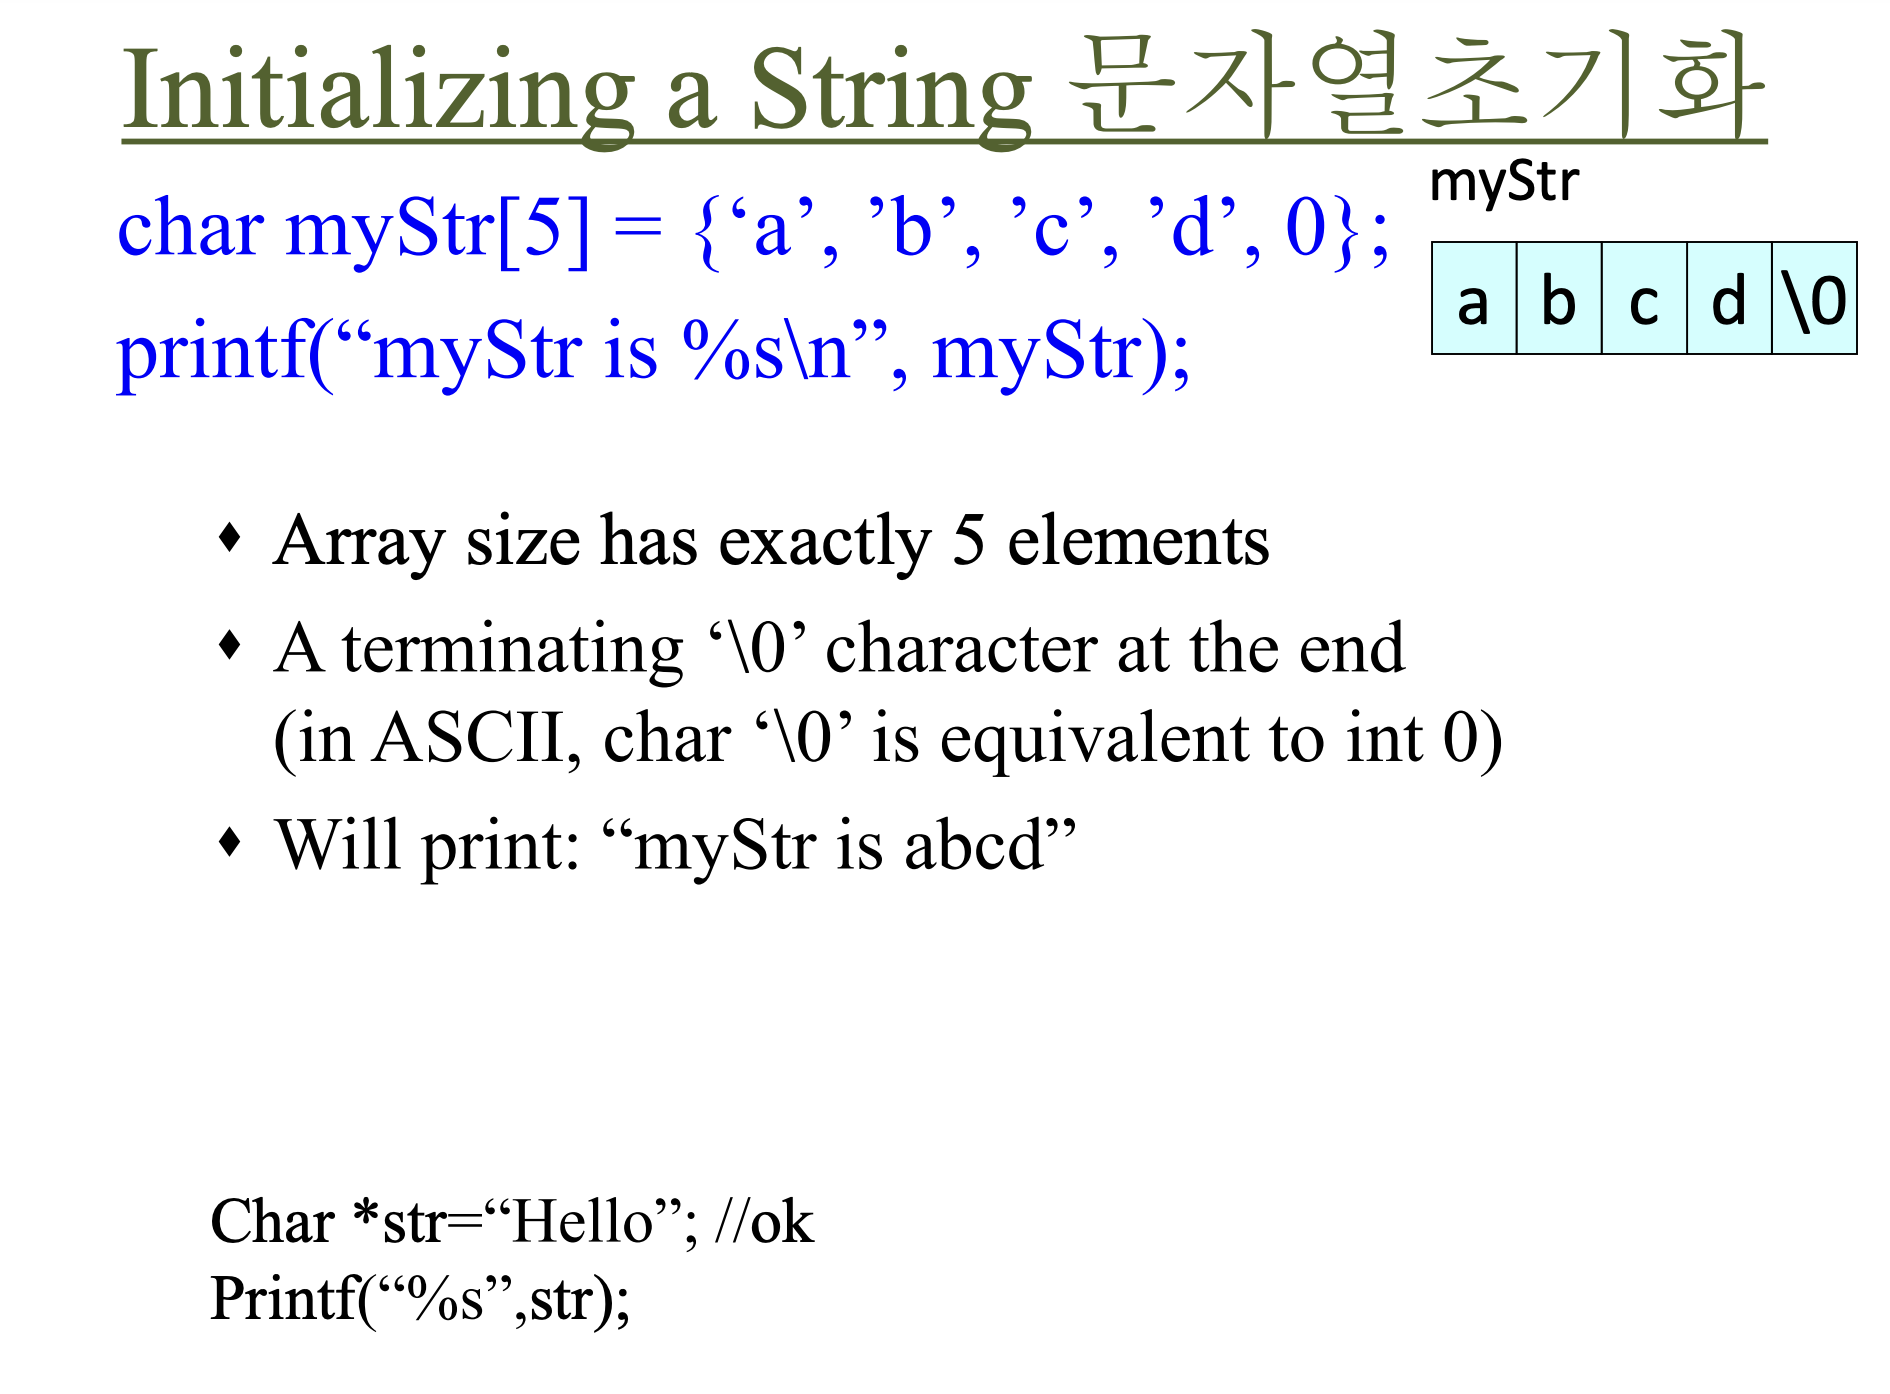 Initializing a String 문자열초기화
char myStr[5] = {‘a’, ’b’, ’c’, ’d’, 0};
myStr
a b c d \0
printf(“myStr is %s\n”, myStr);
♦ Array size has exactly 5 elements
♦ A terminating ‘\0’ character at the end
(in ASCII, char ‘\0’ is equivalent to int 0)
♦ Will print: “myStr is abcd”
Char *str=“Hello”; //ok
Printf(“%s”,str);